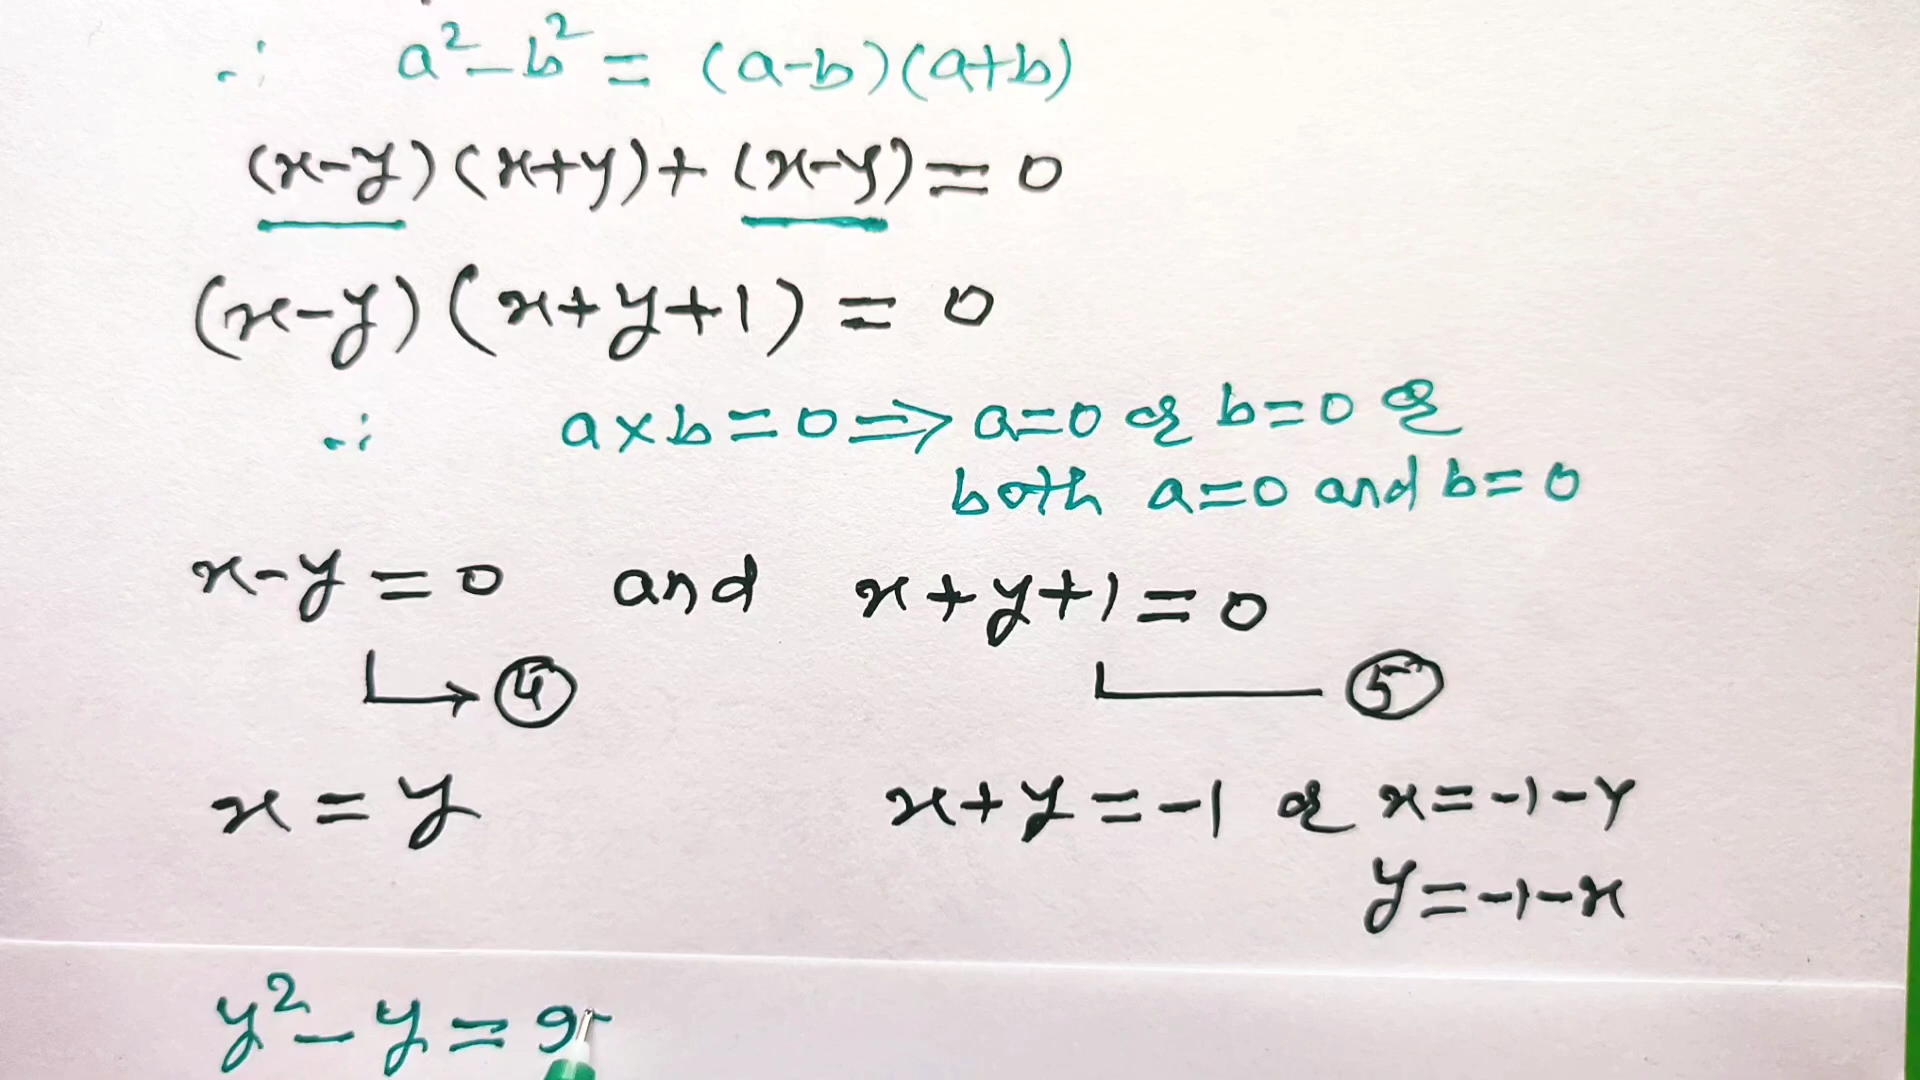 ∴ a² - b² = (a-b)(a+b)
(x-y)(x+y)+(x-y)=0
(x-y)(x+y+1) = 0
∴ a×b=0⇒ a=0 or b=0 or
both a=0 and b=0
x-y=0 and x+y+1=0
④ ⑤
x=y x+y=-1 or x=-1-y
y=-1-x
y²-y=9